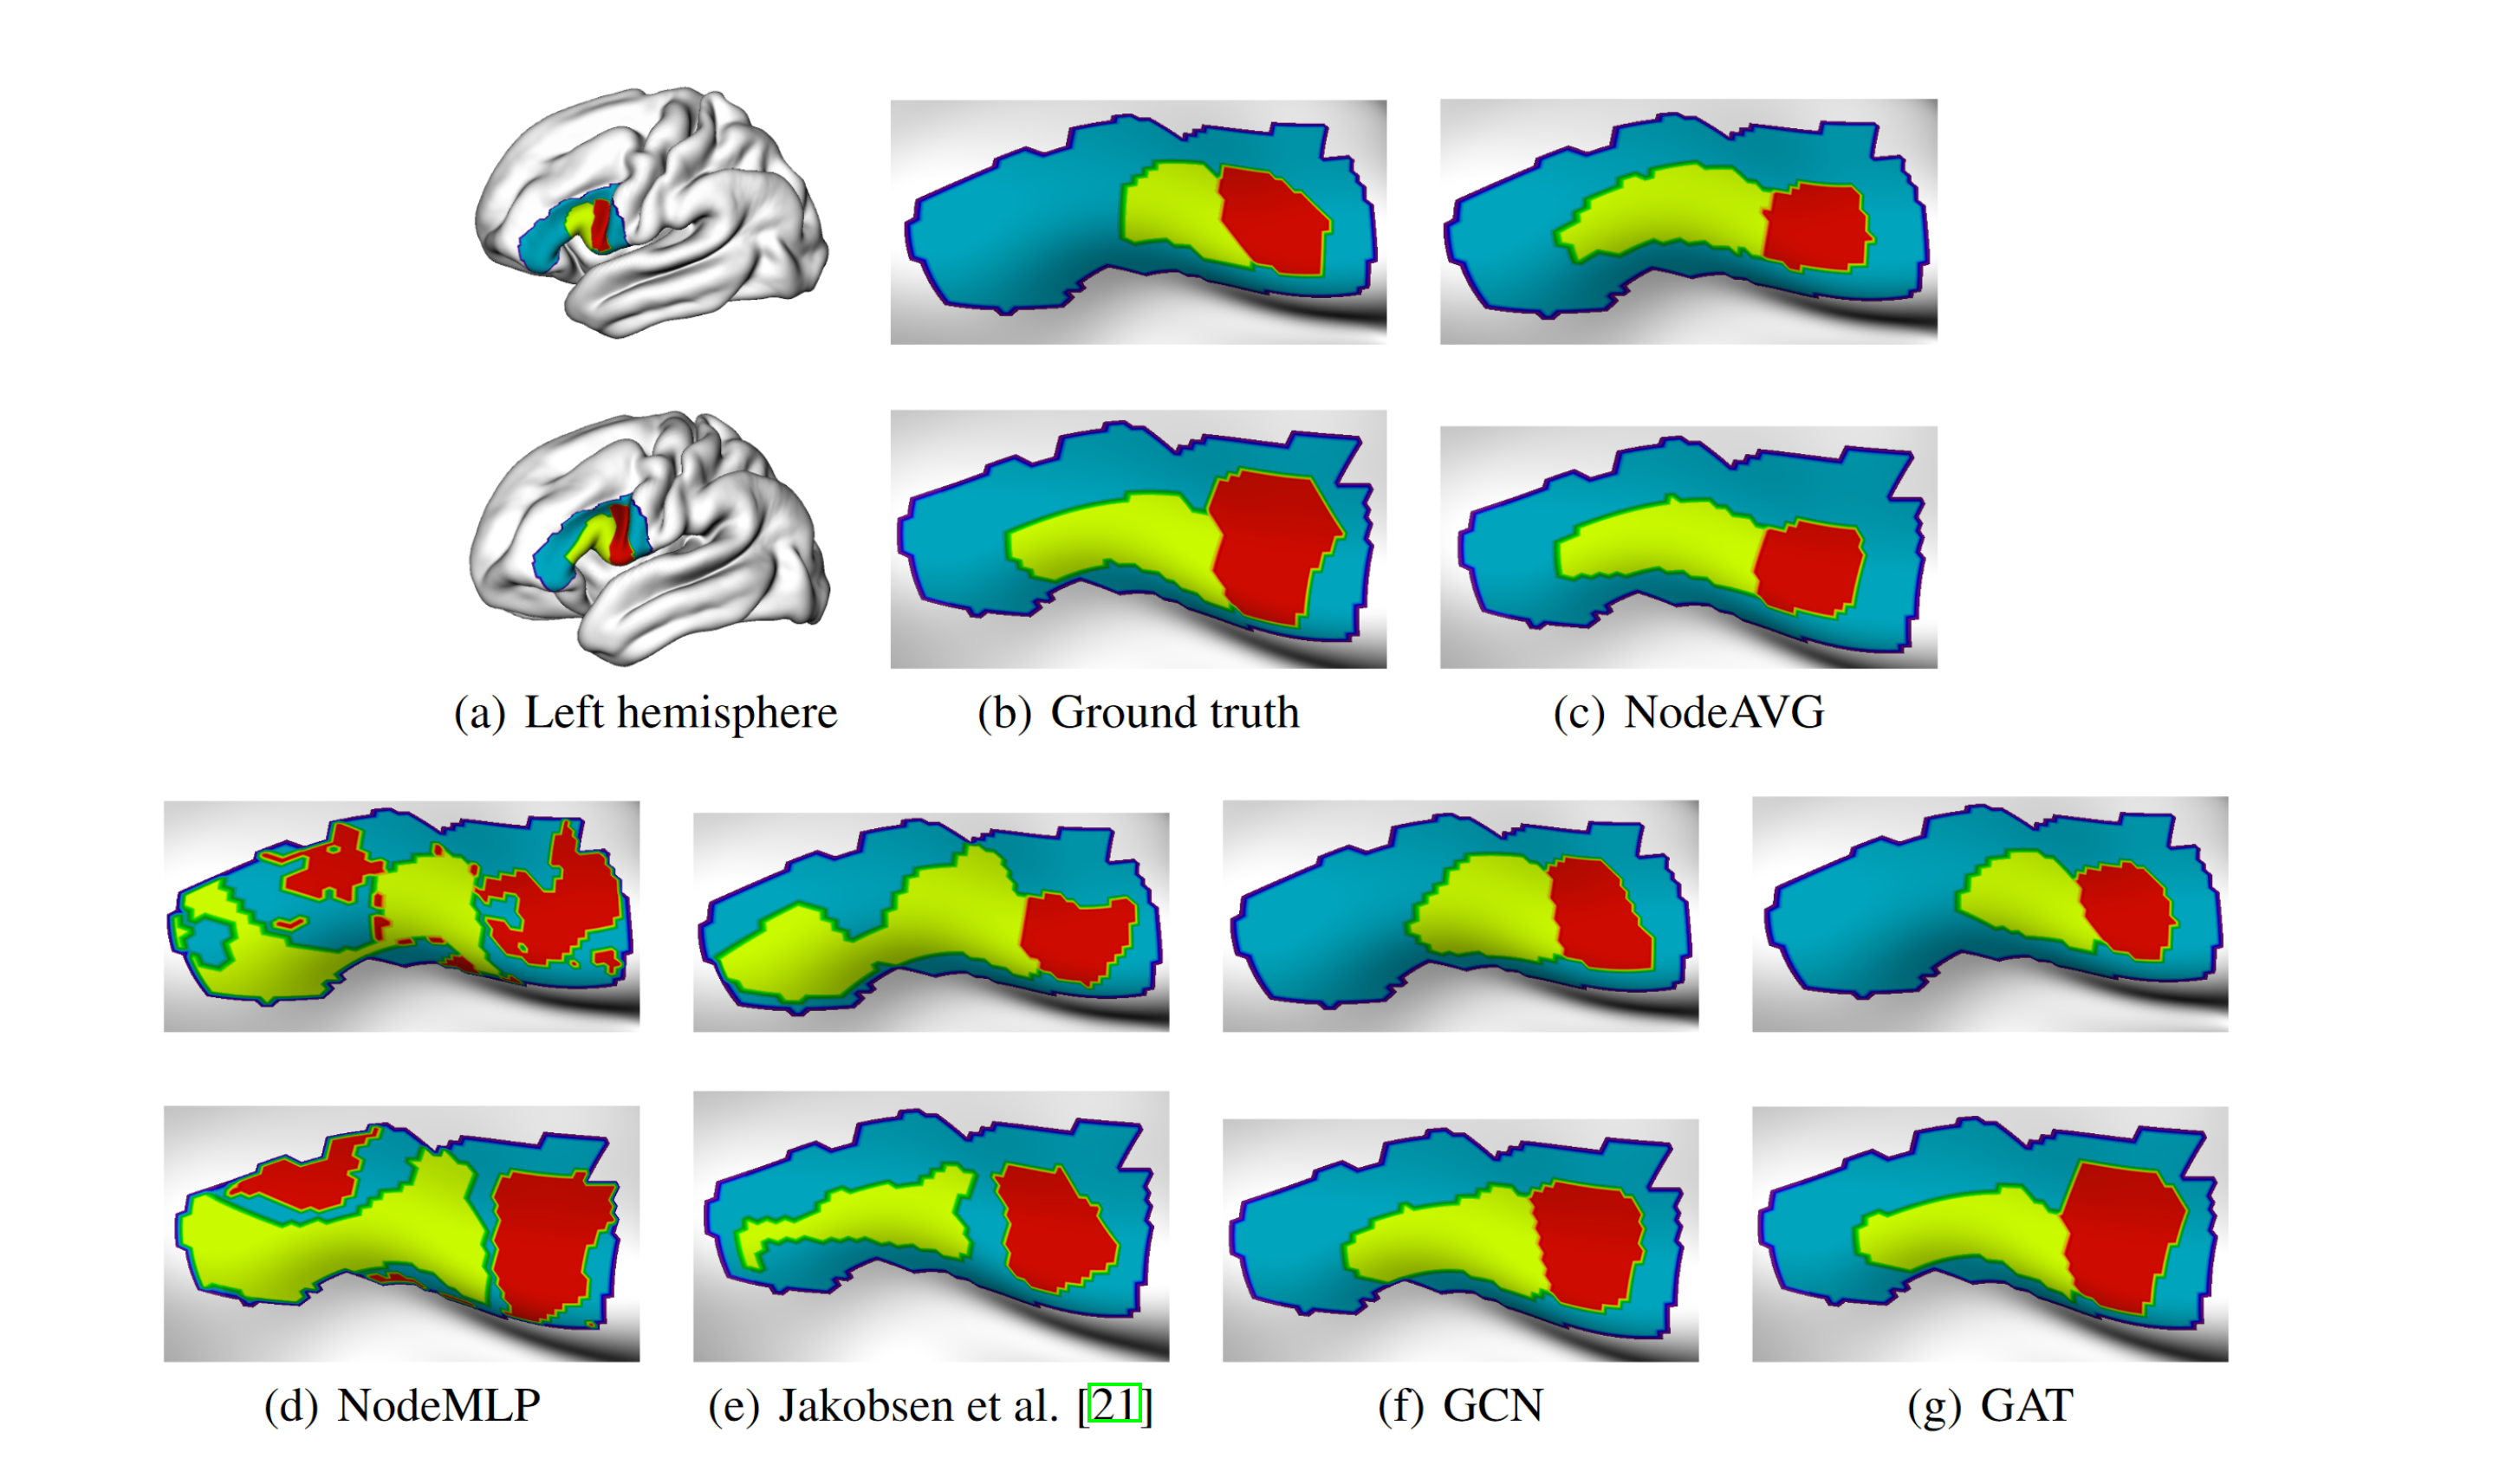 (a) Left hemisphere
(b) Ground truth
(c) NodeAVG
(d) NodeMLP
(e) Jakobsen et al. [21]
(f) GCN
(g) GAT